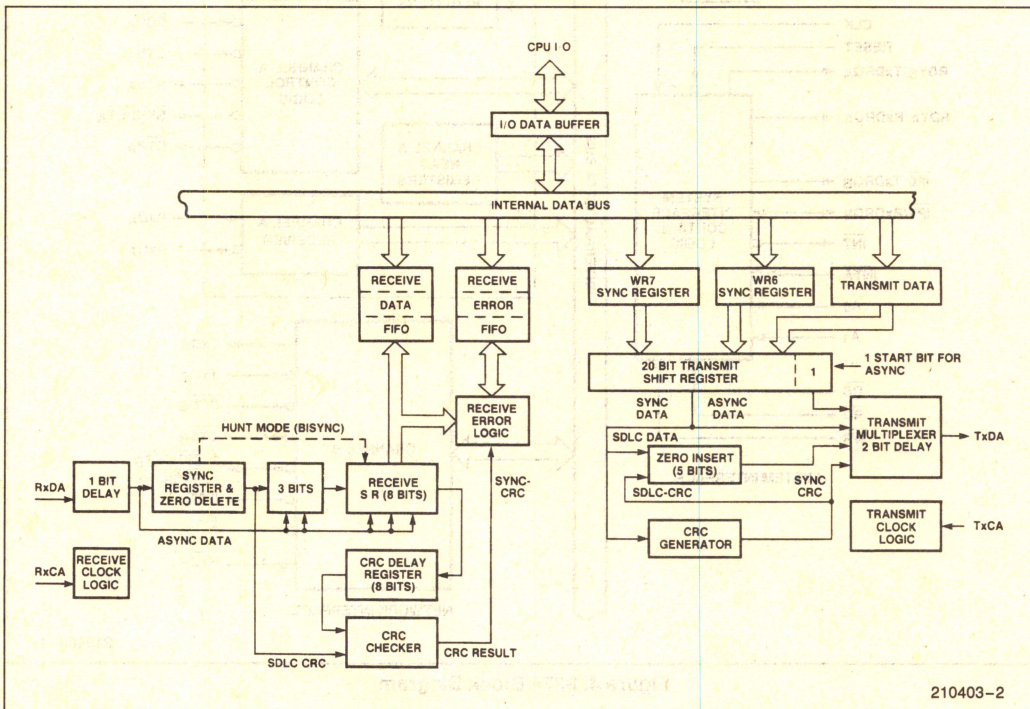 CPU I O
I/O DATA BUFFER
INTERNAL DATA BUS
RECEIVE
DATA
FIFO
RECEIVE
ERROR
FIFO
WR7
SYNC REGISTER
WR6
SYNC REGISTER
TRANSMIT DATA
20 BIT TRANSMIT
SHIFT REGISTER
1
1 START BIT FOR
ASYNC
RECEIVE
ERROR
LOGIC
SYNC
DATA
ASYNC
DATA
TRANSMIT
MULTIPLEXER
2 BIT DELAY
TxDA
HUNT MODE (BISYNC)
SDLC DATA
ZERO INSERT
(5 BITS)
RxDA
1 BIT
DELAY
SYNC
REGISTER &
ZERO DELETE
3 BITS
RECEIVE
S R (8 BITS)
SYNC-
CRC
SDLC-CRC
SYNC
CRC
ASYNC DATA
CRC
GENERATOR
TRANSMIT
CLOCK
LOGIC
TxCA
RxCA
RECEIVE
CLOCK
LOGIC
CRC DELAY
REGISTER
(8 BITS)
CRC
CHECKER
SDLC CRC
CRC RESULT
210403-2